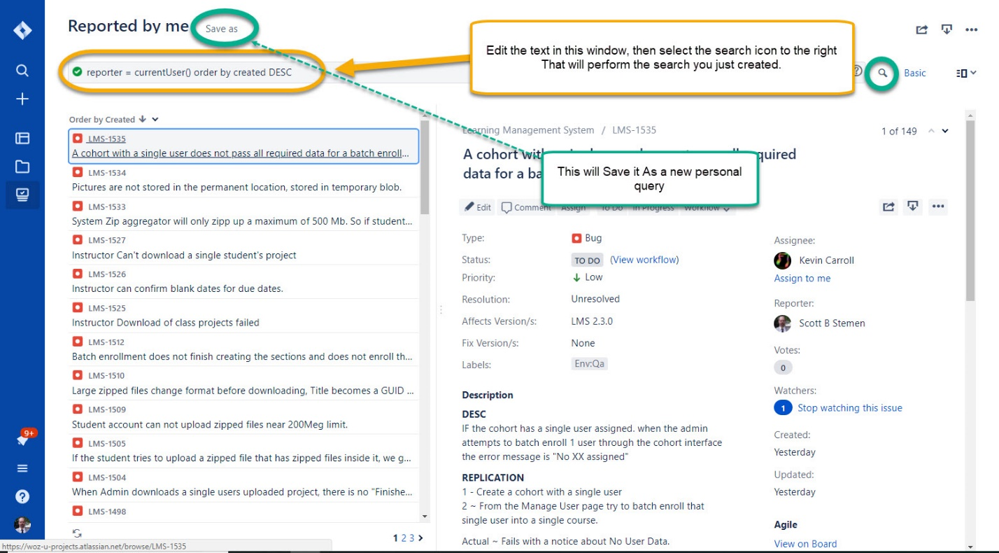 Reported by me
Save as
Edit the text in this window, then select the search icon to the right
That will perform the search you just created.
reporter = currentUser() order by created DESC
Basic
Order by Created
LMS-1535
A cohort with a single user does not pass all required data for a batch enroll...
LMS-1534
Pictures are not stored in the permanent location, stored in temporary blob.
LMS-1533
System Zip aggregator will only zipp up a maximum of 500 Mb. So if student...
LMS-1527
Instructor Can't download a single student's project
LMS-1526
Instructor can confirm blank dates for due dates.
LMS-1525
Instructor Download of class projects failed
LMS-1512
Batch enrollment does not finish creating the sections and does not enroll th...
LMS-1510
Large zipped files change format before downloading, Title becomes a GUID ...
LMS-1509
Student account can not upload zipped files near 200Meg limit.
LMS-1505
If the student tries to upload a zipped file that has zipped files inside it, we g...
LMS-1504
When Admin downloads a single users uploaded project, there is no "Finishe...
LMS-1498
1 2 3
9+
https://woz-u-projects.atlassian.net/browse/LMS-1535
Learning Management System / LMS-1535
1 of 149
A cohort quired
data for a
This will Save it As a new personal
query
Edit Comment Assign To Do In Progress Workflow
Type: Bug
Status: TO DO (View workflow)
Priority: Low
Resolution: Unresolved
Affects Version/s: LMS 2.3.0
Fix Version/s: None
Labels: Env:Qa
Description
DESC
IF the cohort has a single user assigned. when the admin
attempts to batch enroll 1 user through the cohort interface
the error message is "No XX assigned"
REPLICATION
1 - Create a cohort with a single user
2 ~ From the Manage User page try to batch enroll that
single user into a single course.
Actual ~ Fails with a notice about No User Data.
Assignee:
Kevin Carroll
Assign to me
Reporter:
Scott B Stemen
Votes:
0
Watchers:
1 Stop watching this issue
Created:
Yesterday
Updated:
Yesterday
Agile
View on Board